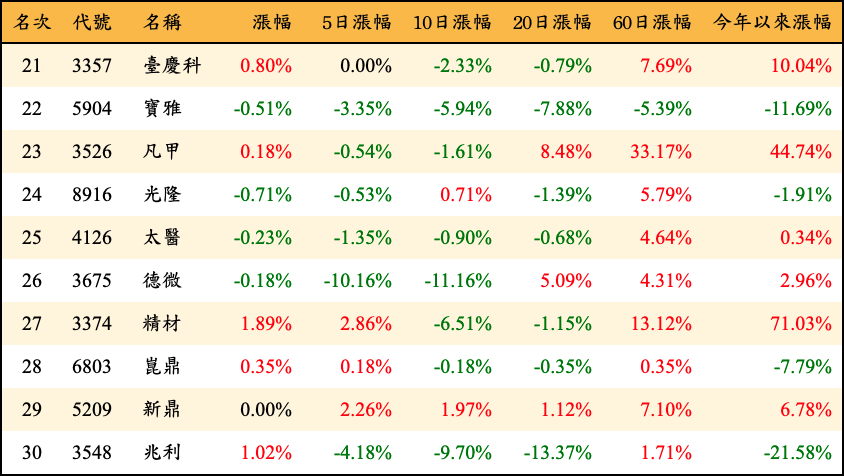 名次 代號 名稱 漲幅 5日漲幅 10日漲幅 20日漲幅 60日漲幅 今年以來漲幅
21 3357 臺慶科 0.80% 0.00% -2.33% -0.79% 7.69% 10.04%
22 5904 寶雅 -0.51% -3.35% -5.94% -7.88% -5.39% -11.69%
23 3526 凡甲 0.18% -0.54% -1.61% 8.48% 33.17% 44.74%
24 8916 光隆 -0.71% -0.53% 0.71% -1.39% 5.79% -1.91%
25 4126 太醫 -0.23% -1.35% -0.90% -0.68% 4.64% 0.34%
26 3675 德微 -0.18% -10.16% -11.16% 5.09% 4.31% 2.96%
27 3374 精材 1.89% 2.86% -6.51% -1.15% 13.12% 71.03%
28 6803 崑鼎 0.35% 0.18% -0.18% -0.35% 0.35% -7.79%
29 5209 新鼎 0.00% 2.26% 1.97% 1.12% 7.10% 6.78%
30 3548 兆利 1.02% -4.18% -9.70% -13.37% 1.71% -21.58%